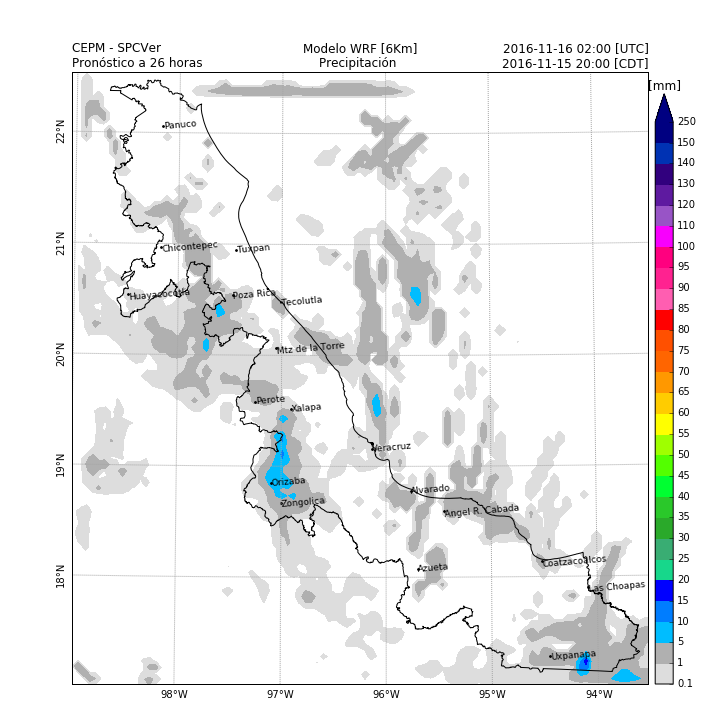 CEPM - SPCVer
Pronóstico a 26 horas
Modelo WRF [6Km]
Precipitación
2016-11-16 02:00 [UTC]
2016-11-15 20:00 [CDT]
[mm]
250
150
140
130
120
110
100
95
90
85
80
75
70
65
60
55
50
45
40
35
30
25
20
15
10
5
1
0.1
22°N
21°N
20°N
19°N
18°N
98°W
97°W
96°W
95°W
94°W
Panuco
Chicontepec
Tuxpan
Huayacocotla
Poza Rica
Tecolutla
Mtz de la Torre
Perote
Xalapa
Veracruz
Orizaba
Zongolica
Alvarado
Angel R. Cabada
Azueta
Coatzacoalcos
Las Choapas
Uxpanapa